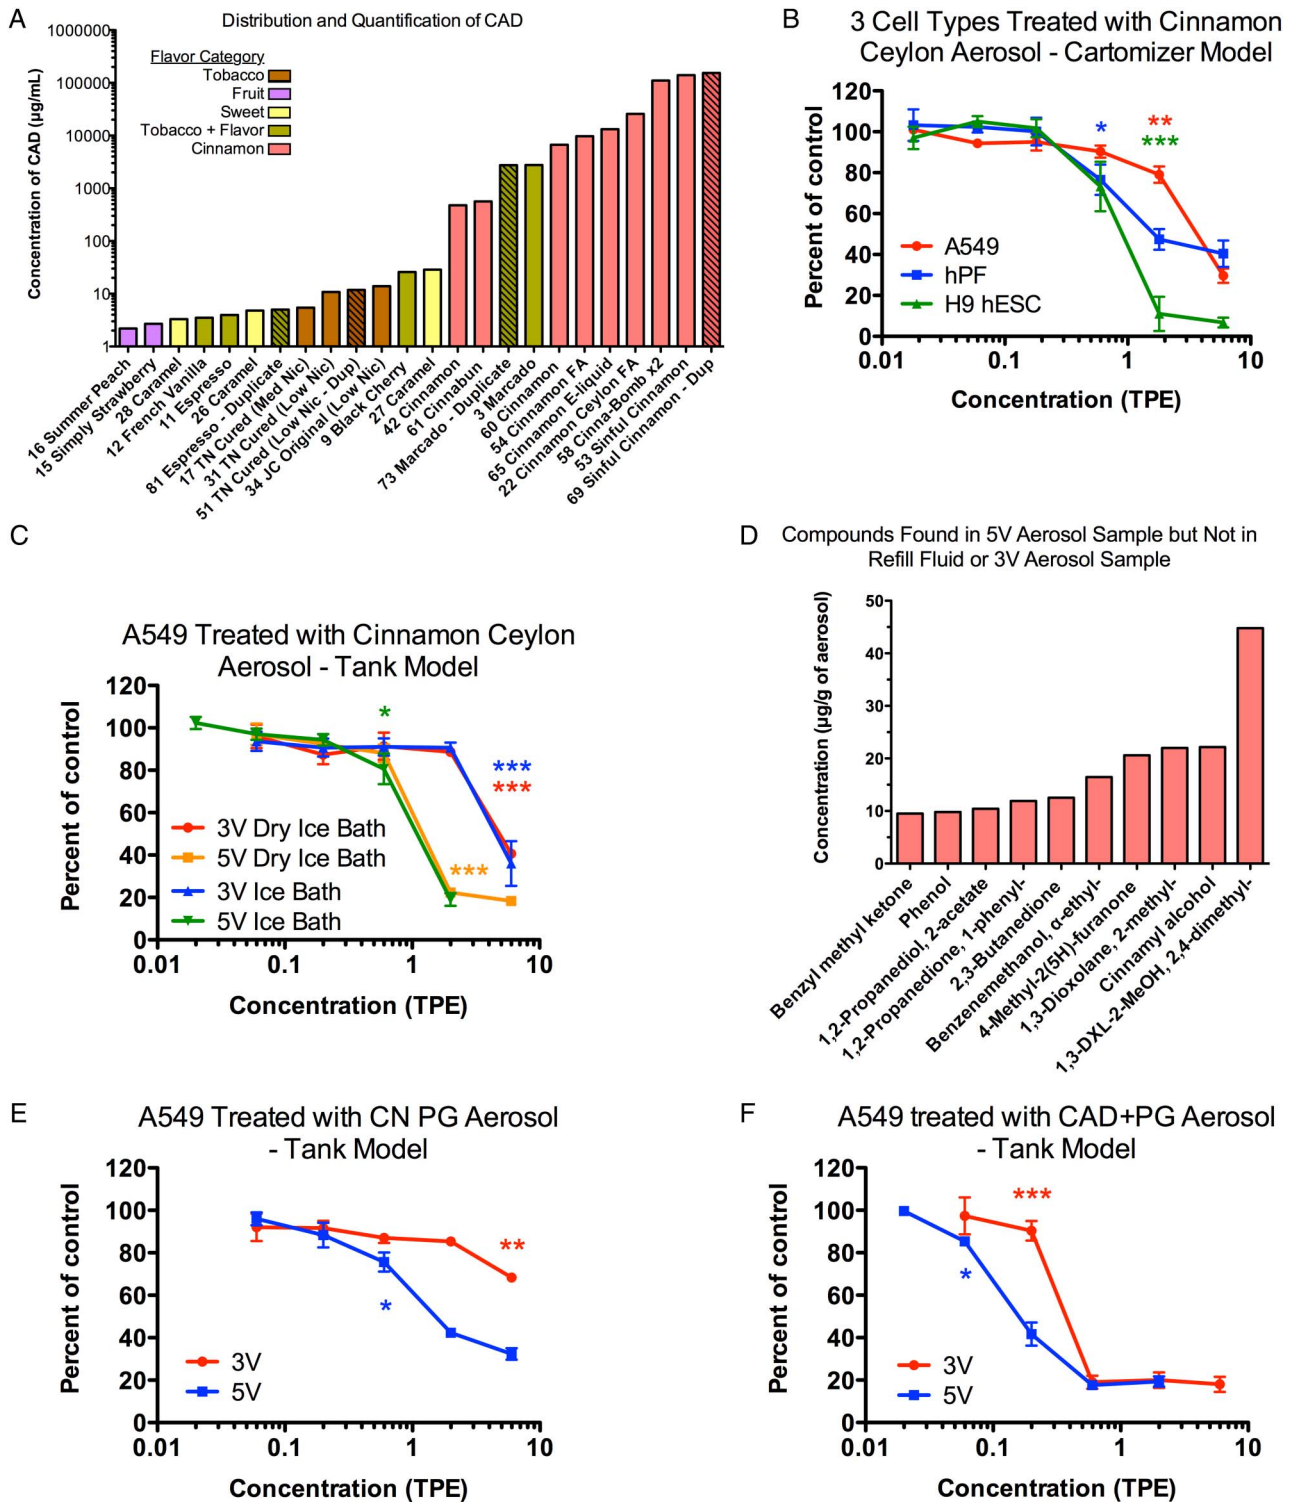 A
Distribution and Quantification of CAD
Concentration of CAD (µg/mL)
1000000
100000
10000
1000
100
10
1
Flavor Category
Tobacco
Fruit
Sweet
Tobacco + Flavor
Cinnamon
16 Summer Peach
15 Simply Strawberry
28 Caramel
12 French Vanilla
11 Espresso
26 Caramel
81 Espresso - Duplicate
17 TN Cured (Med Nic)
31 TN Cured (Low Nic)
51 TN Cured (Low Nic - Dup)
34 JC Original (Low Nic)
9 Black Cherry
27 Caramel
42 Cinnamon
61 Cinnabun
73 Marcado - Duplicate
3 Marcado
60 Cinnamon
54 Cinnamon FA
65 Cinnamon E-liquid
22 Cinnamon Ceylon FA
58 Cinna-Bomb x2
53 Sinful Cinnamon
69 Sinful Cinnamon - Dup
B
3 Cell Types Treated with Cinnamon
Ceylon Aerosol - Cartomizer Model
Percent of control
120
100
80
60
40
20
0
*
**
***
A549
hPF
H9 hESC
0.01
0.1
1
10
Concentration (TPE)
C
A549 Treated with Cinnamon Ceylon
Aerosol - Tank Model
Percent of control
120
100
80
60
40
20
0
*
***
***
***
3V Dry Ice Bath
5V Dry Ice Bath
3V Ice Bath
5V Ice Bath
0.01
0.1
1
10
Concentration (TPE)
D
Compounds Found in 5V Aerosol Sample but Not in
Refill Fluid or 3V Aerosol Sample
Concentration (µg/g of aerosol)
50
40
30
20
10
0
Benzyl methyl ketone
Phenol
1,2-Propanediol, 2-acetate
1,2-Propanedione, 1-phenyl-
2,3-Butanedione
Benzenemethanol, α-ethyl-
4-Methyl-2(5H)-furanone
1,3-Dioxolane, 2-methyl-
Cinnamyl alcohol
1,3-DXL-2-MeOH, 2,4-dimethyl-
E
A549 Treated with CN PG Aerosol
- Tank Model
Percent of control
120
100
80
60
40
20
0
**
*
3V
5V
0.01
0.1
1
10
Concentration (TPE)
F
A549 treated with CAD+PG Aerosol
- Tank Model
Percent of control
120
100
80
60
40
20
0
***
*
3V
5V
0.01
0.1
1
10
Concentration (TPE)